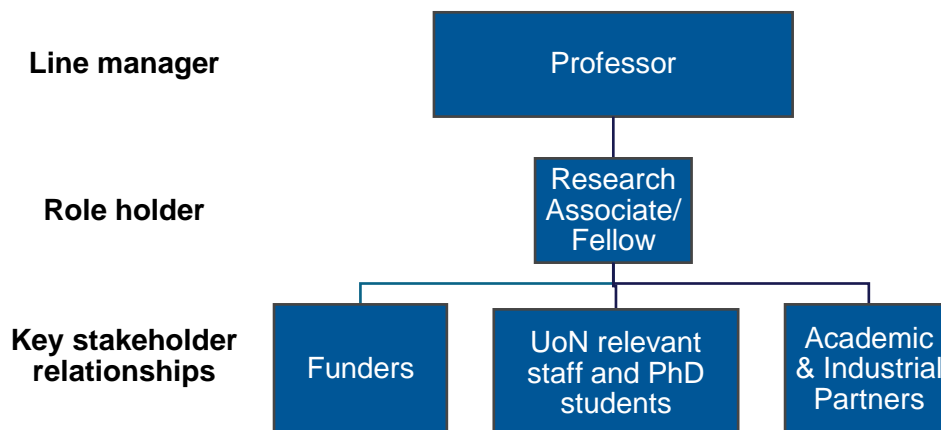 Line manager
Professor
Role holder
Research
Associate/
Fellow
Key stakeholder
relationships
Funders
UoN relevant
staff and PhD
students
Academic
& Industrial
Partners